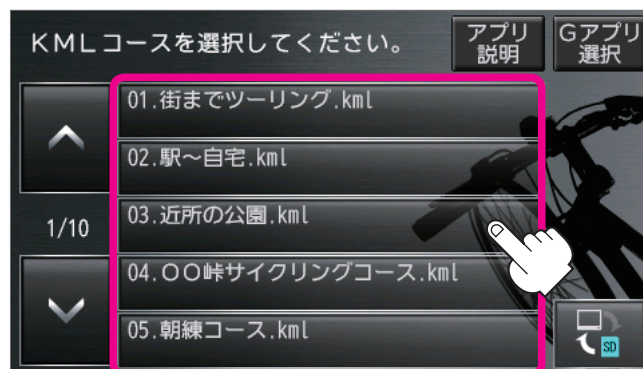 KMLコースを選択してください。
アプリ
説明
Gアプリ
選択
01.街までツーリング.kml
02.駅～自宅.kml
1/10
03.近所の公園.kml
04.〇〇峠サイクリングコース.kml
05.朝練コース.kml
SD